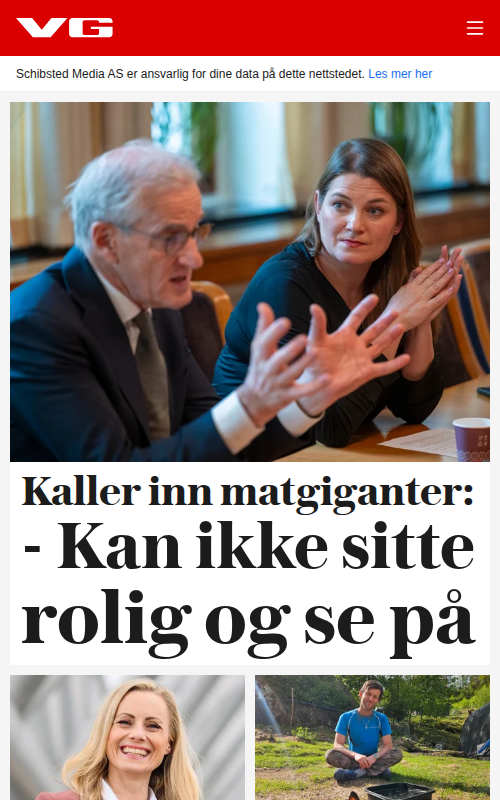 VG
Schibsted Media AS er ansvarlig for dine data på dette nettstedet. Les mer her
Kaller inn matgiganter:
- Kan ikke sitte
rolig og se på